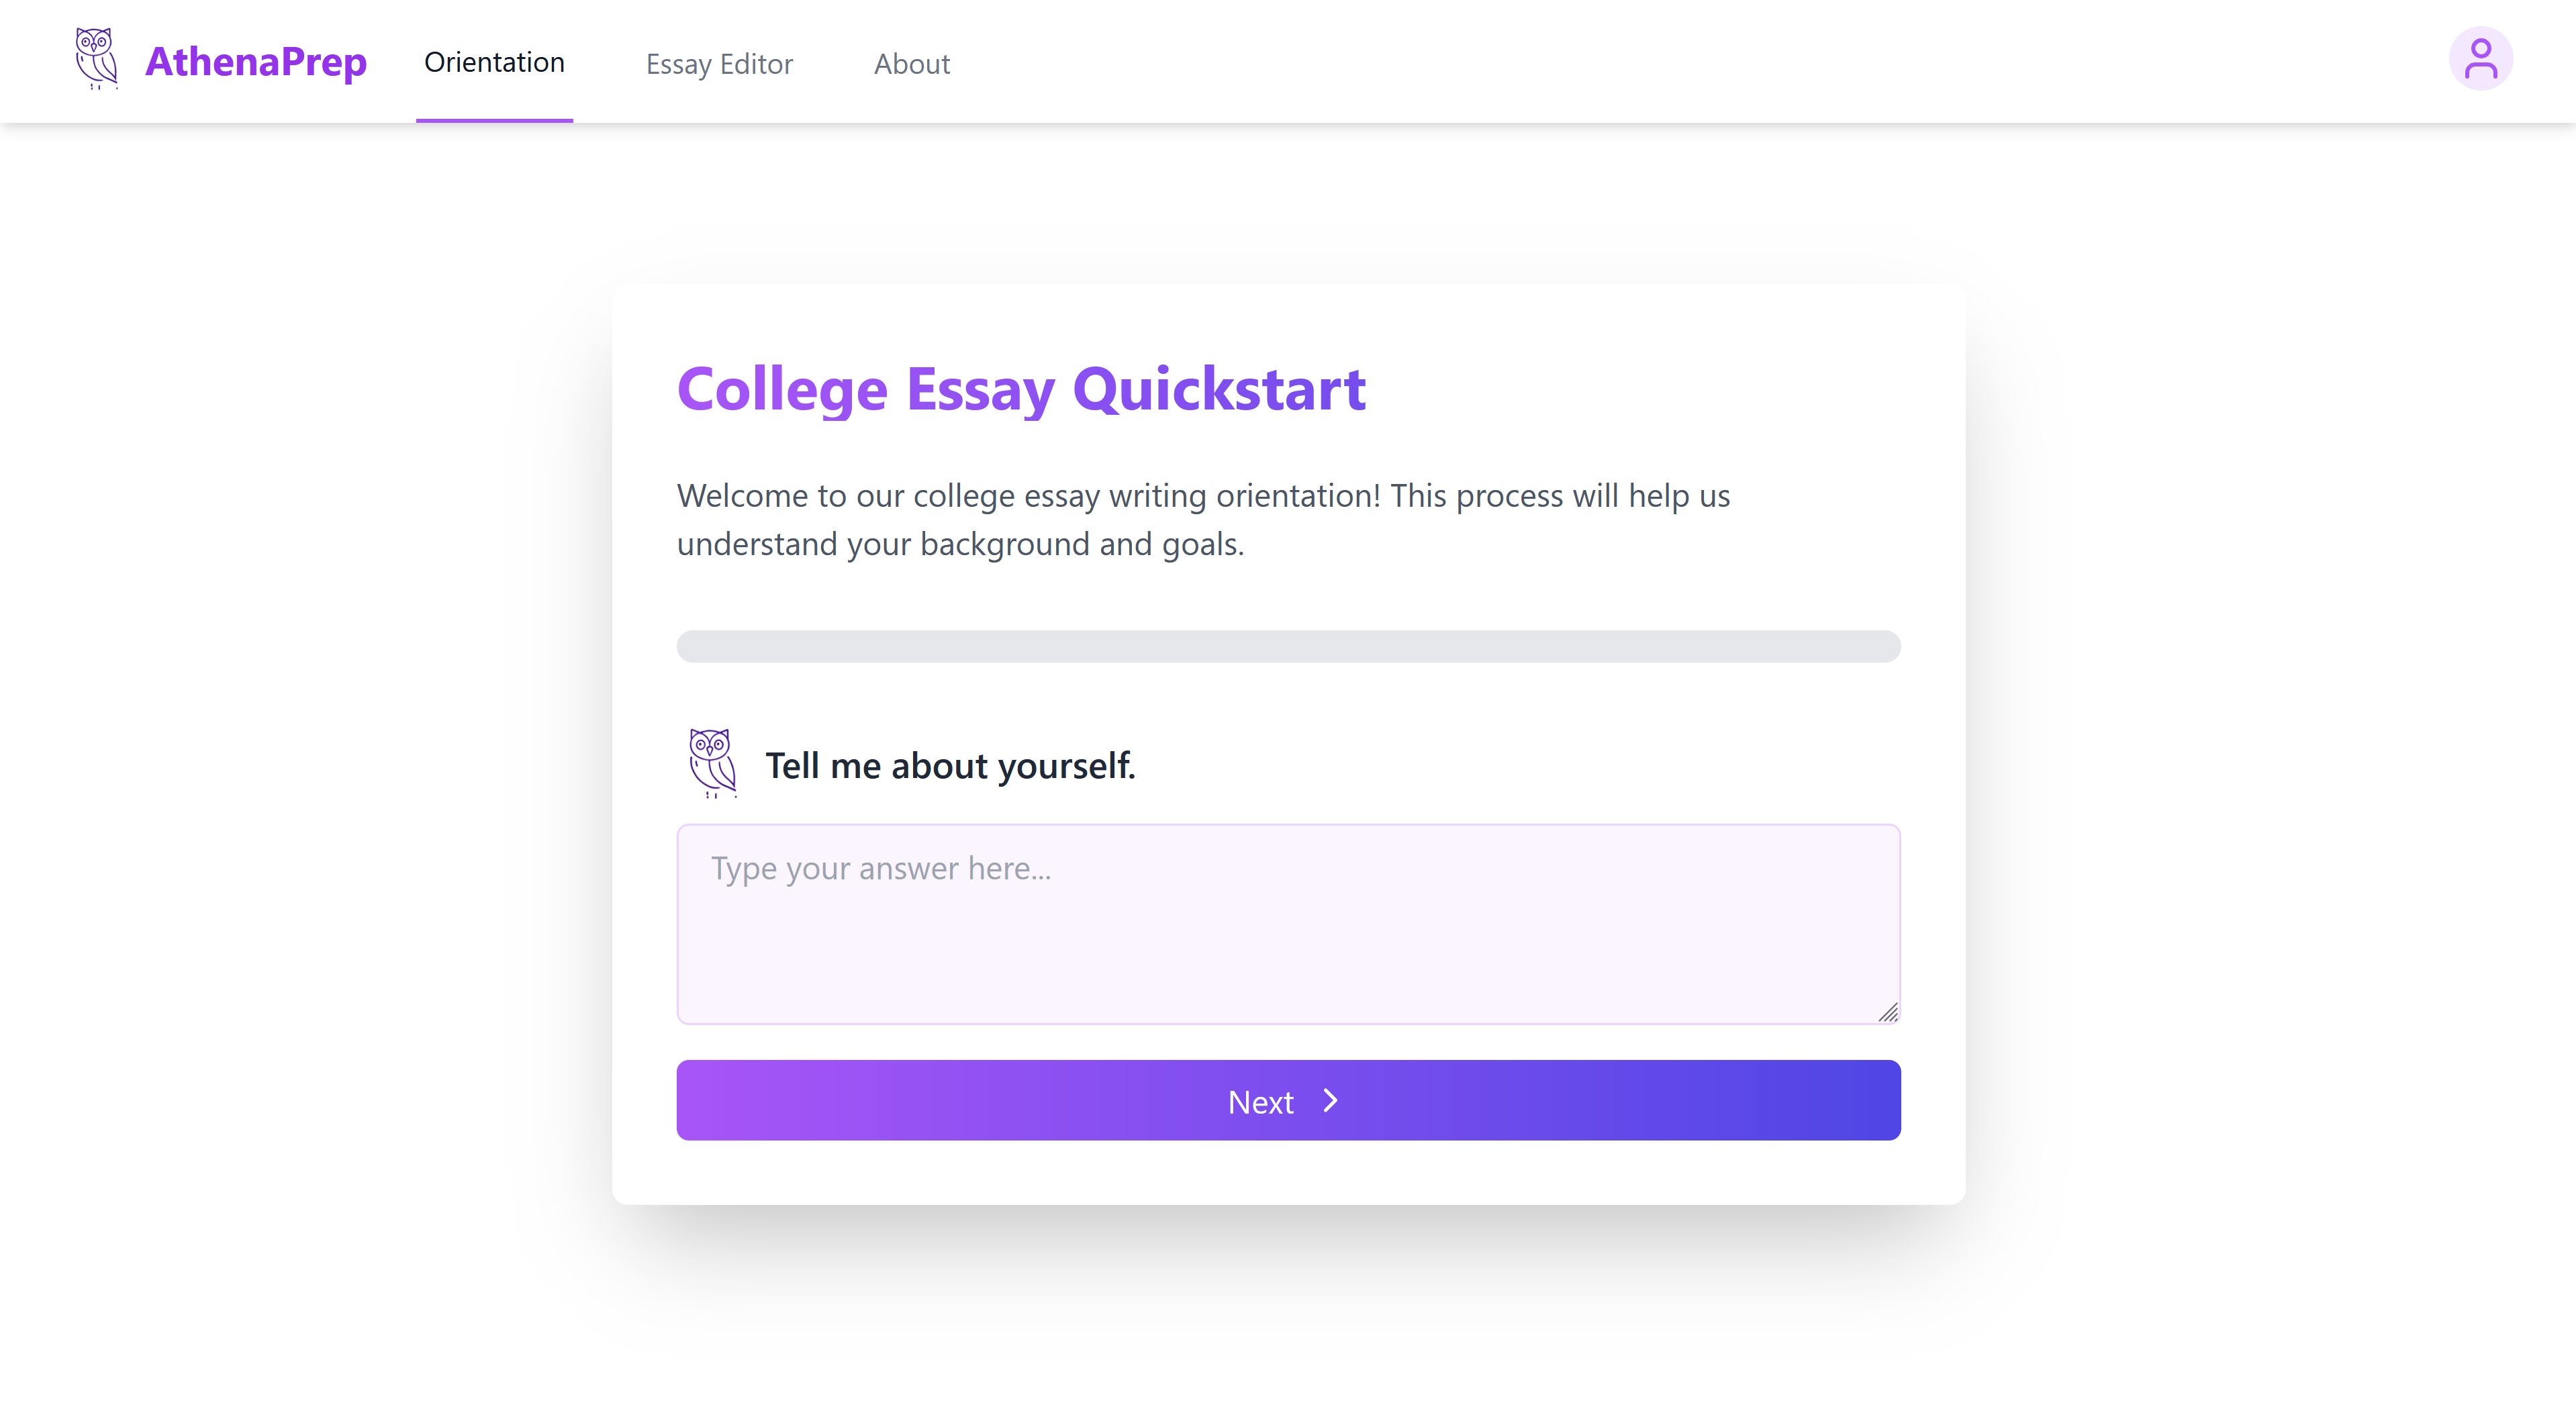 AthenaPrep
Orientation
Essay Editor
About
College Essay Quickstart
Welcome to our college essay writing orientation! This process will help us
understand your background and goals.
Tell me about yourself.
Type your answer here...
Next